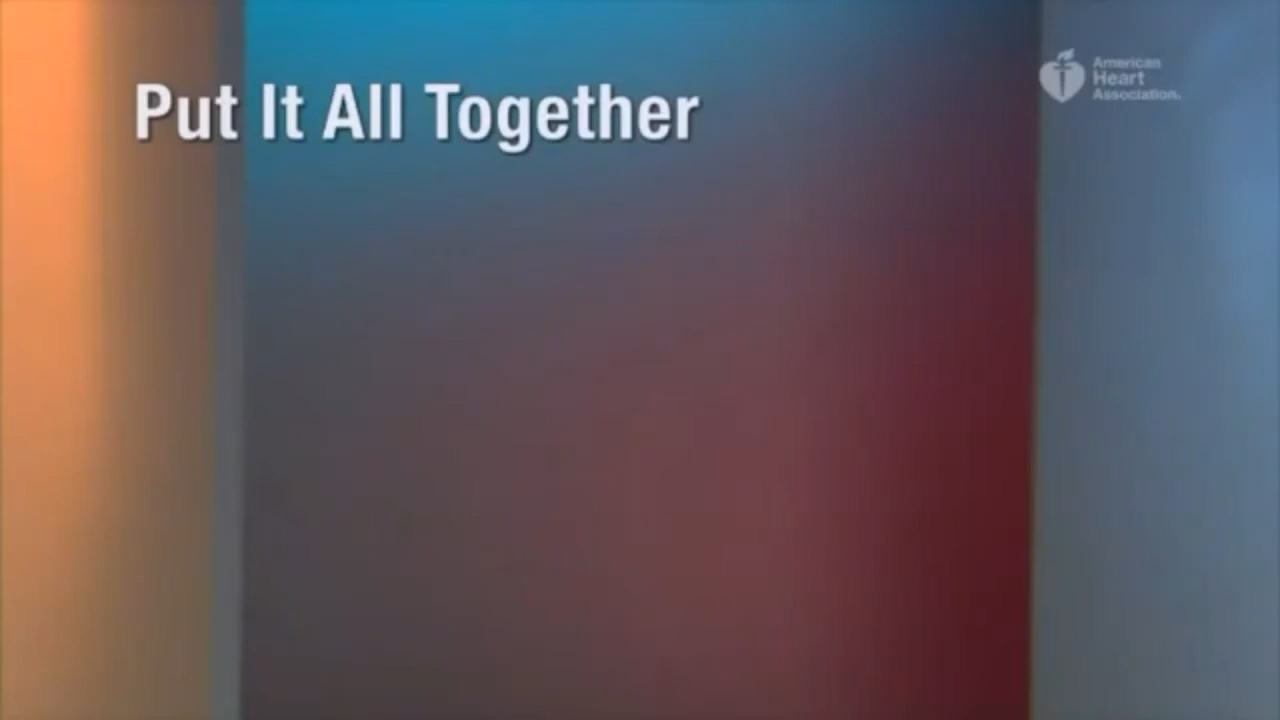 Put It All Together
American
Heart
Association.